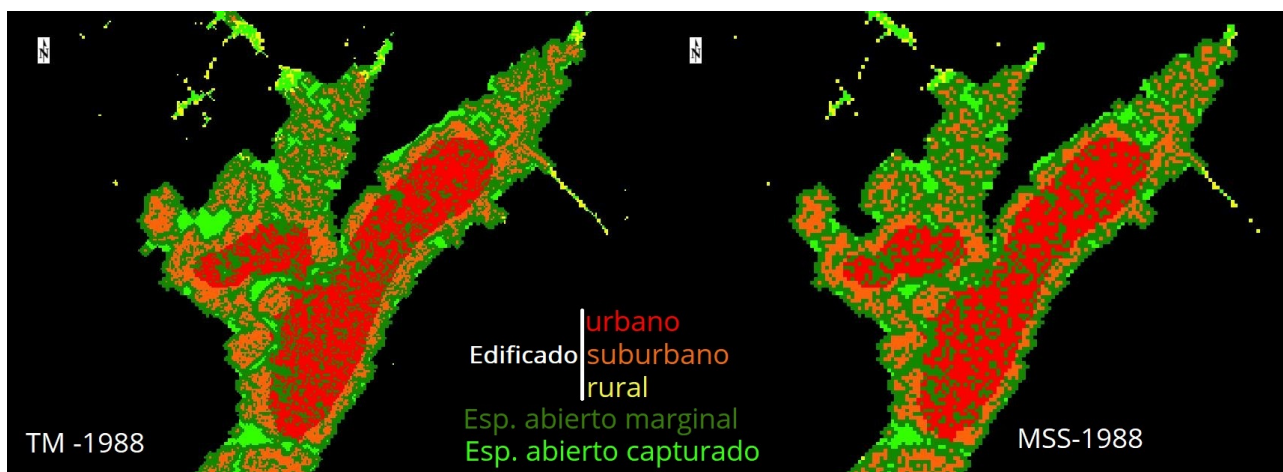 N
N
urbano
Edificado suburbano
rural
Esp. abierto marginal
Esp. abierto capturado
TM -1988
MSS-1988